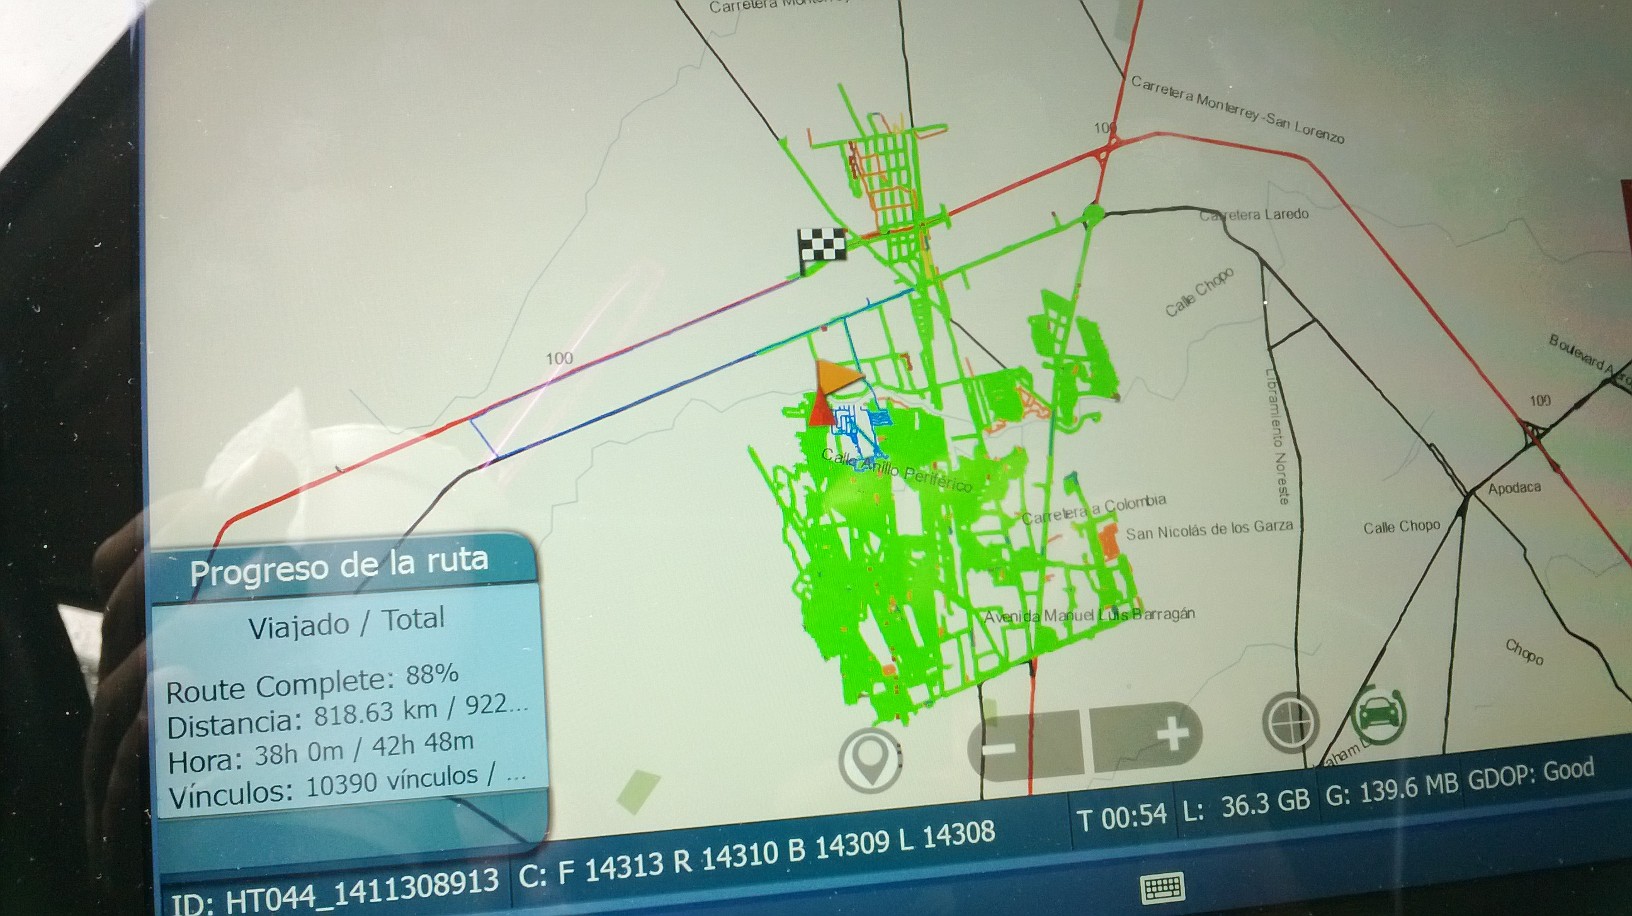 Carretera
Carretera Monterrey-San Lorenzo
100
Carretera Laredo
Calle Chopo
100
Boulevard
Libramiento Noreste
100
Calle Anillo Periférico
Carretera a Colombia
San Nicolás de los Garza
Apodaca
Calle Chopo
Avenida Manuel Luis Barragán
Chopo
Progreso de la ruta
Viajado / Total
Route Complete: 88%
Distancia: 818.63 km / 922...
Hora: 38h 0m / 42h 48m
Vínculos: 10390 vínculos / ...
ID: HT044_1411308913 C: F 14313 R 14310 B 14309 L 14308 T 00:54 L: 36.3 GB G: 139.6 MB GDOP: Good